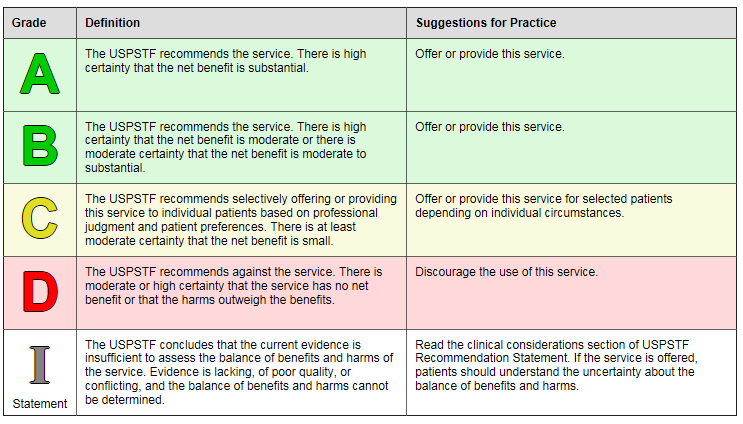 Grade Definition Suggestions for Practice
A
The USPSTF recommends the service. There is high
certainty that the net benefit is substantial.
Offer or provide this service.
B
The USPSTF recommends the service. There is high
certainty that the net benefit is moderate or there is
moderate certainty that the net benefit is moderate to
substantial.
Offer or provide this service.
C
The USPSTF recommends selectively offering or providing
this service to individual patients based on professional
judgment and patient preferences. There is at least
moderate certainty that the net benefit is small.
Offer or provide this service for selected patients
depending on individual circumstances.
D
The USPSTF recommends against the service. There is
moderate or high certainty that the service has no net
benefit or that the harms outweigh the benefits.
Discourage the use of this service.
I
Statement
The USPSTF concludes that the current evidence is
insufficient to assess the balance of benefits and harms of
the service. Evidence is lacking, of poor quality, or
conflicting, and the balance of benefits and harms cannot
be determined.
Read the clinical considerations section of USPSTF
Recommendation Statement. If the service is offered,
patients should understand the uncertainty about the
balance of benefits and harms.